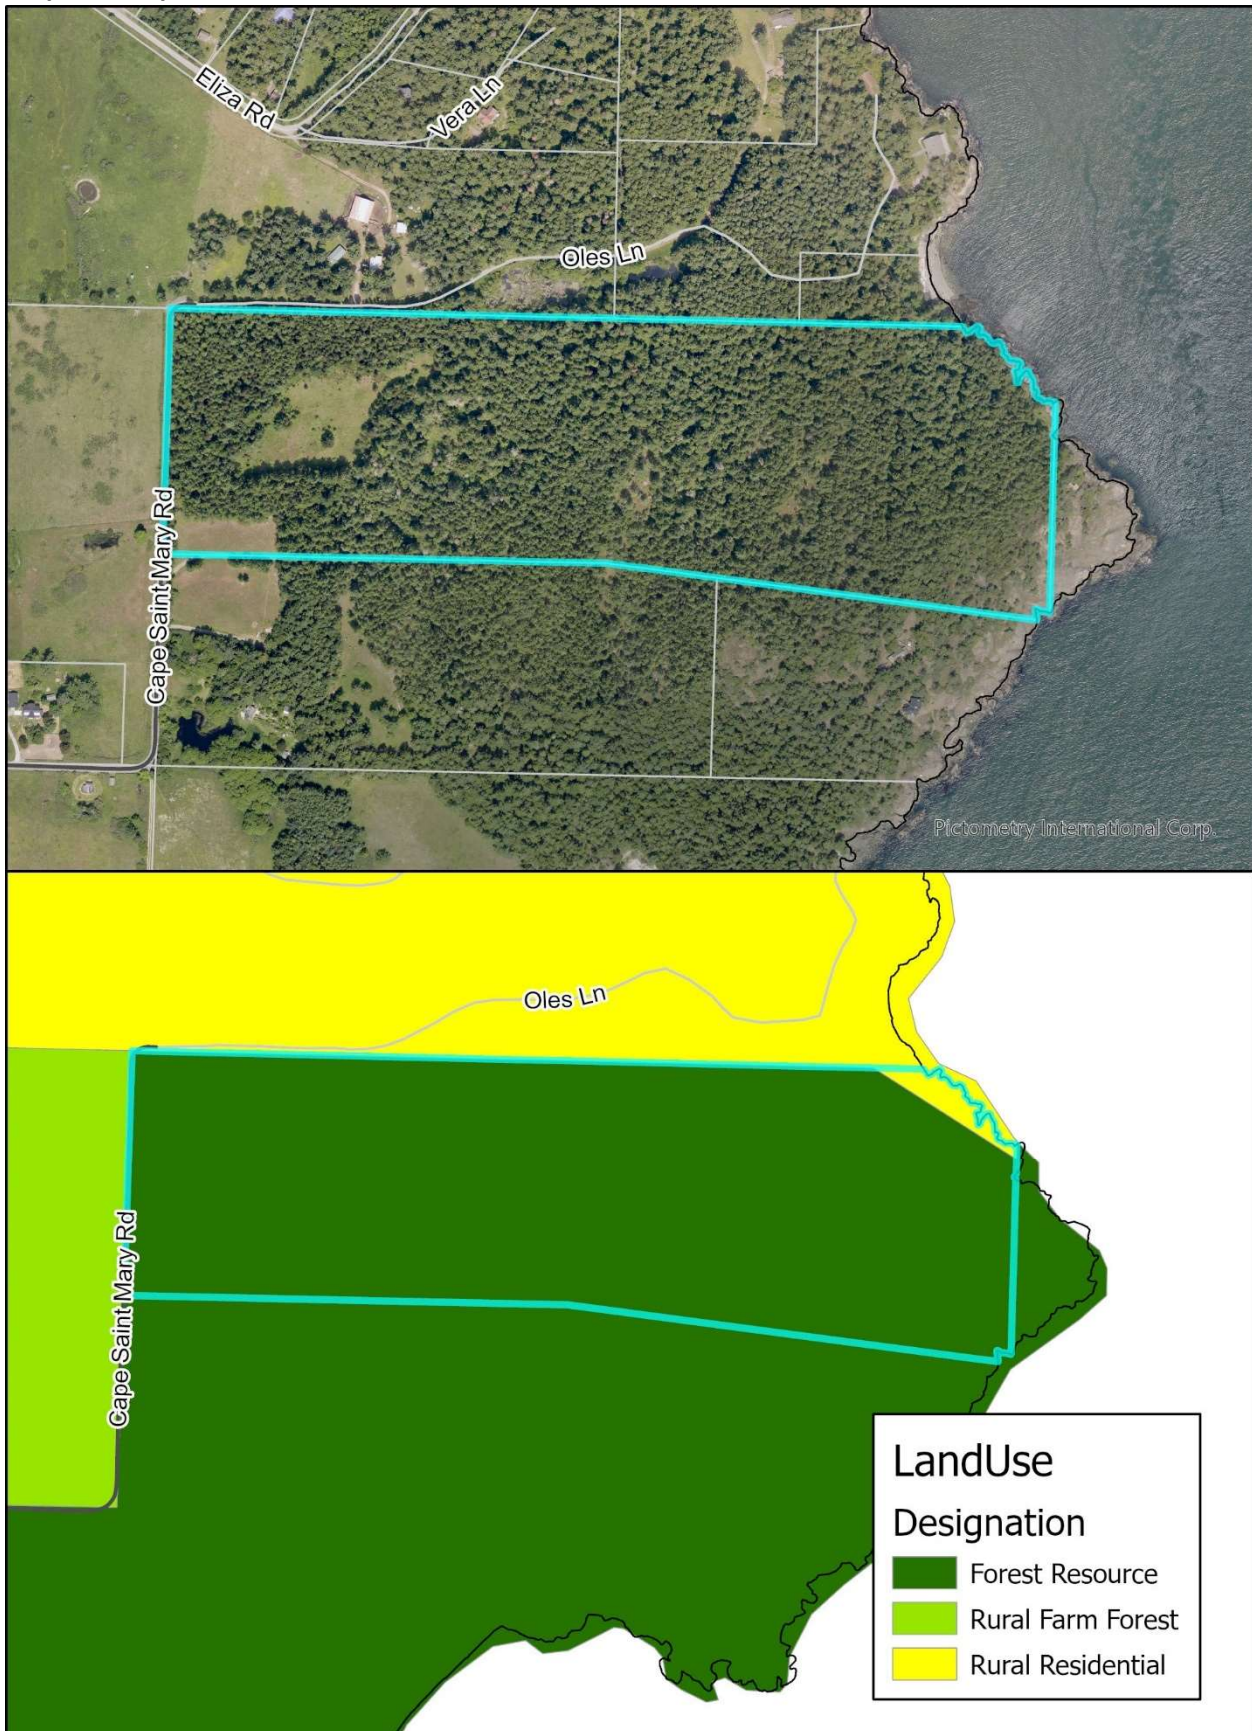 Eliza Rd
Vera Ln
Oles Ln
Cape Saint Mary Rd
Pictometry International Corp.
Oles Ln
Cape Saint Mary Rd
LandUse
Designation
Forest Resource
Rural Farm Forest
Rural Residential